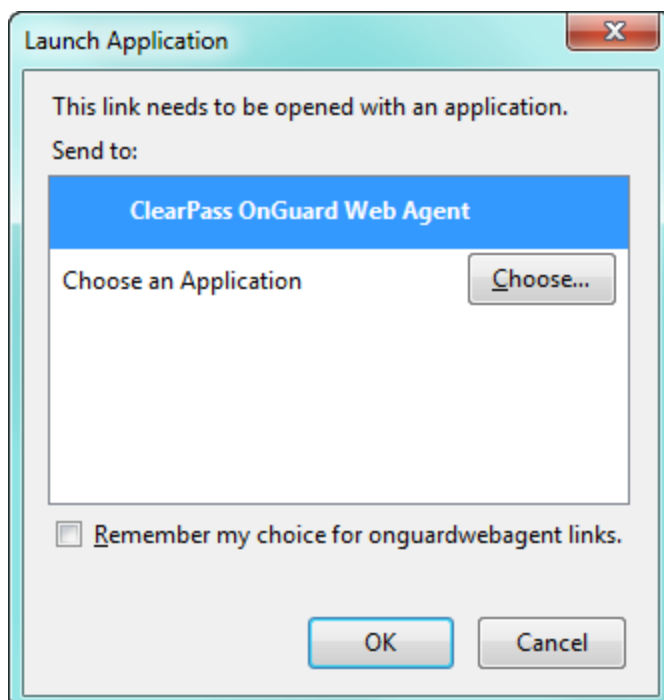 Launch Application
This link needs to be opened with an application.
Send to:
ClearPass OnGuard Web Agent
Choose an Application
Choose...
Remember my choice for onguardwebagent links.
OK
Cancel